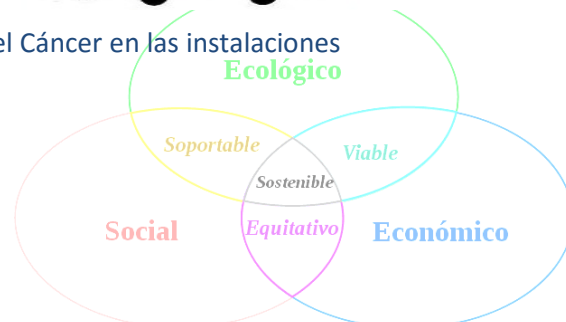 el Cáncer en las instalaciones
Ecológico
Soportable
Viable
Sostenible
Social
Equitativo
Económico